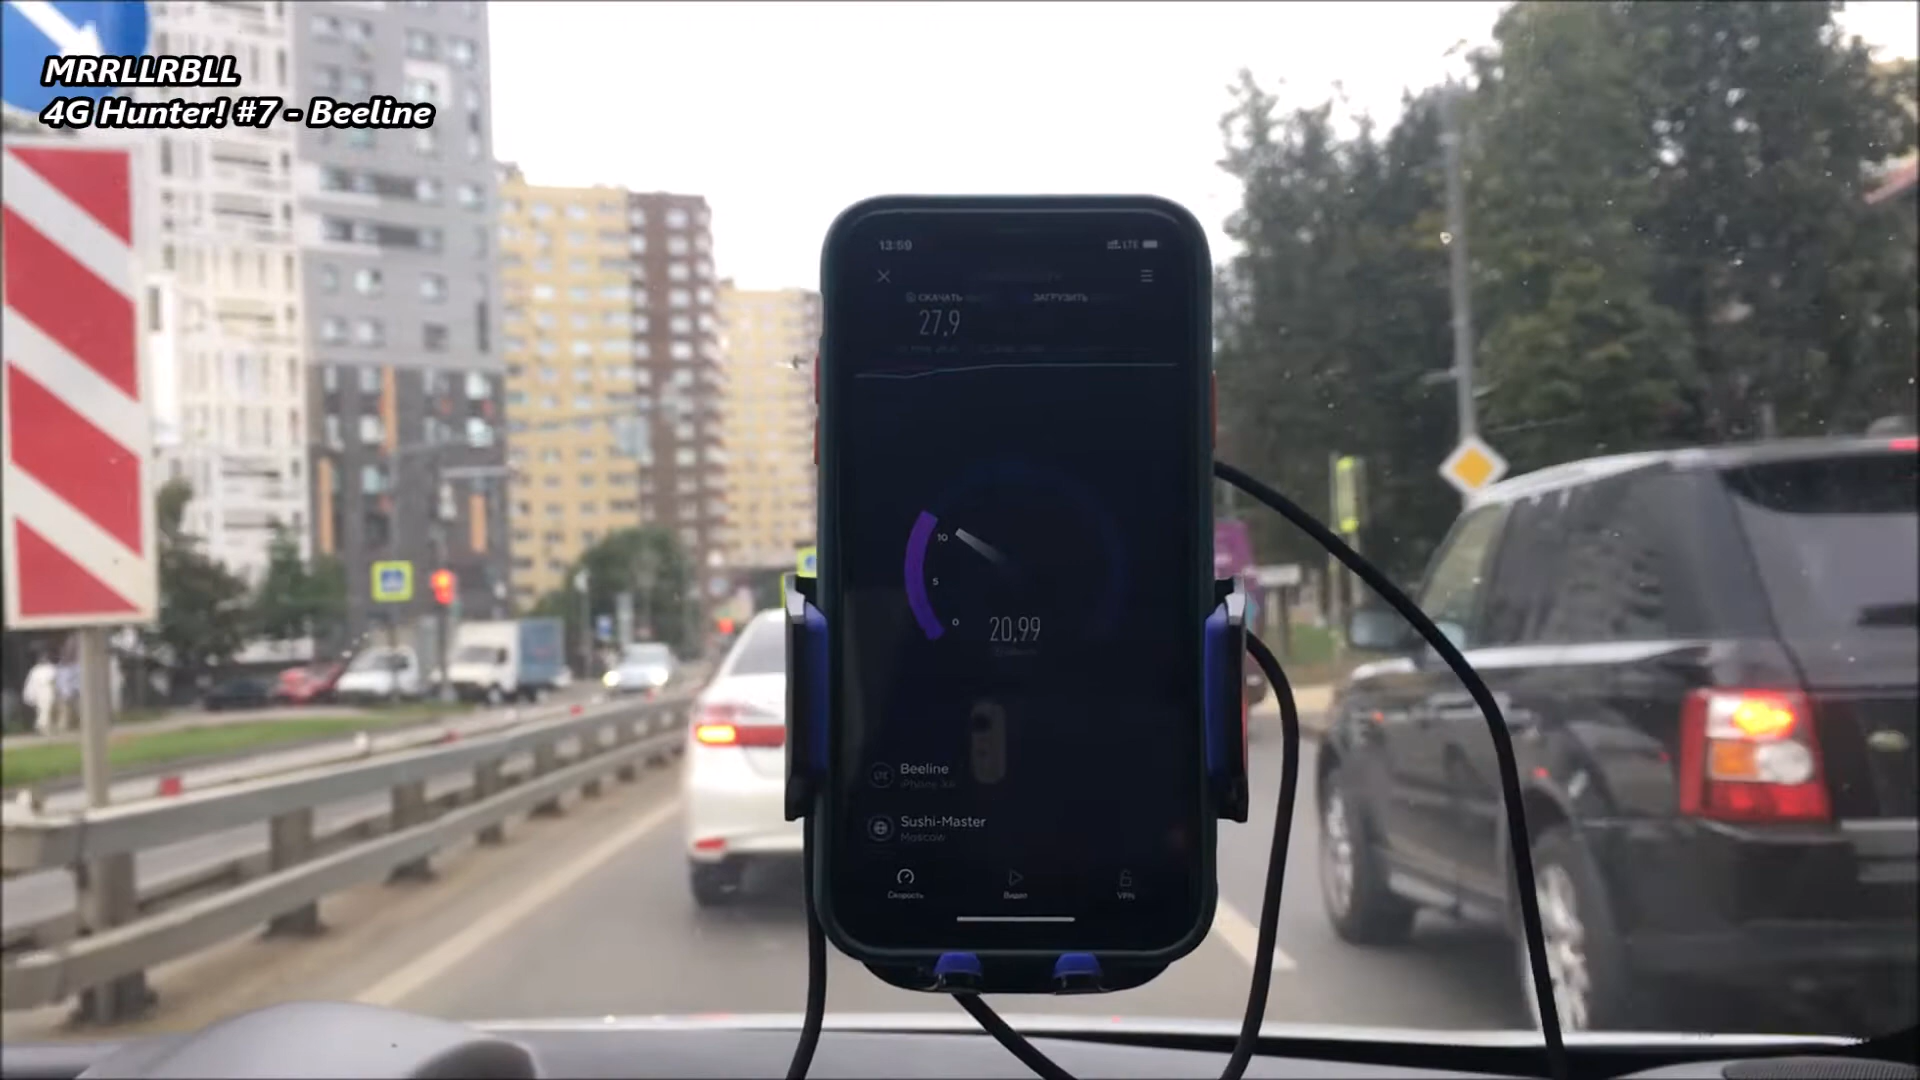 MRRLLRBLL
4G Hunter! #7 - Beeline
13:59
LTE
СКАЧАТЬ
ЗАГРУЗИТЬ
27,9
10
5
0
20,99
Beeline
iPhone
Sushi-Master
Moscow
Скорость
Видео
VPN